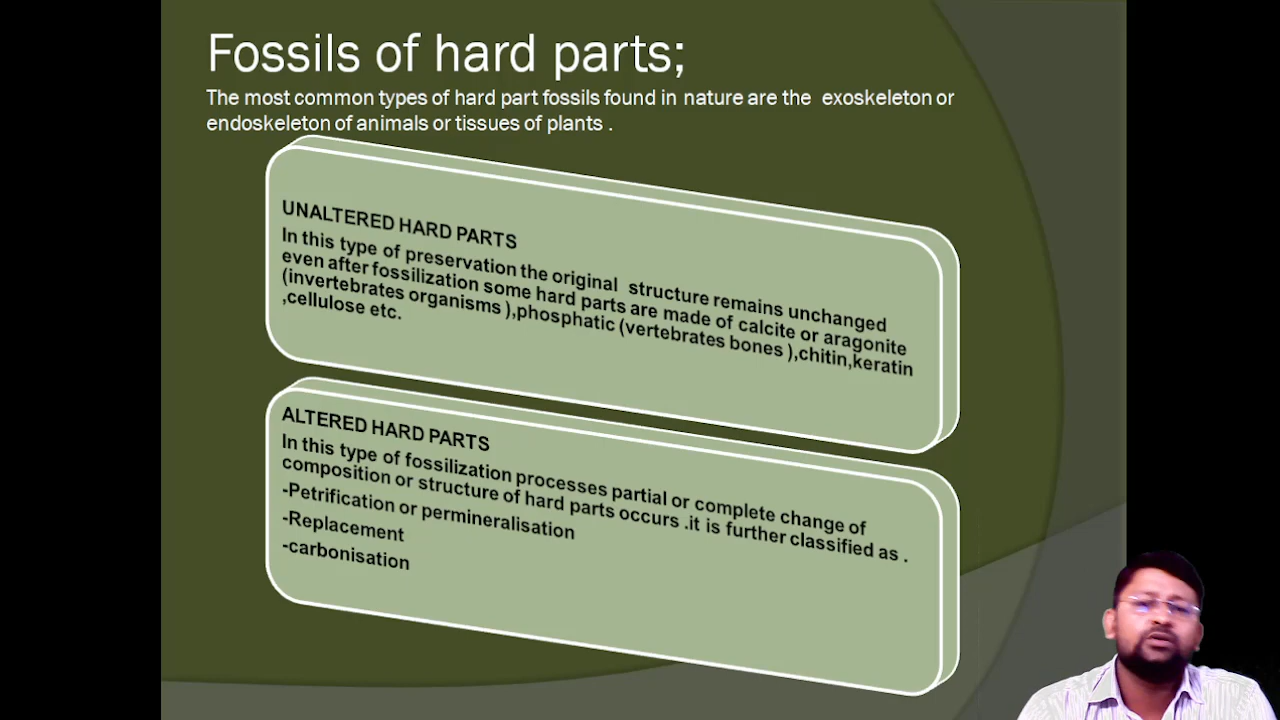 Fossils of hard parts;
The most common types of hard part fossils found in nature are the exoskeleton or
endoskeleton of animals or tissues of plants .
UNALTERED HARD PARTS
In this type of preservation the original structure remains unchanged
even after fossilization some hard parts are made of calcite or aragonite
(invertebrates organisms ),phosphatic (vertebrates bones ),chitin,keratin
,cellulose etc.
ALTERED HARD PARTS
In this type of fossilization processes partial or complete change of
composition or structure of hard parts occurs .it is further classified as .
-Petrification or permineralisation
-Replacement
-carbonisation